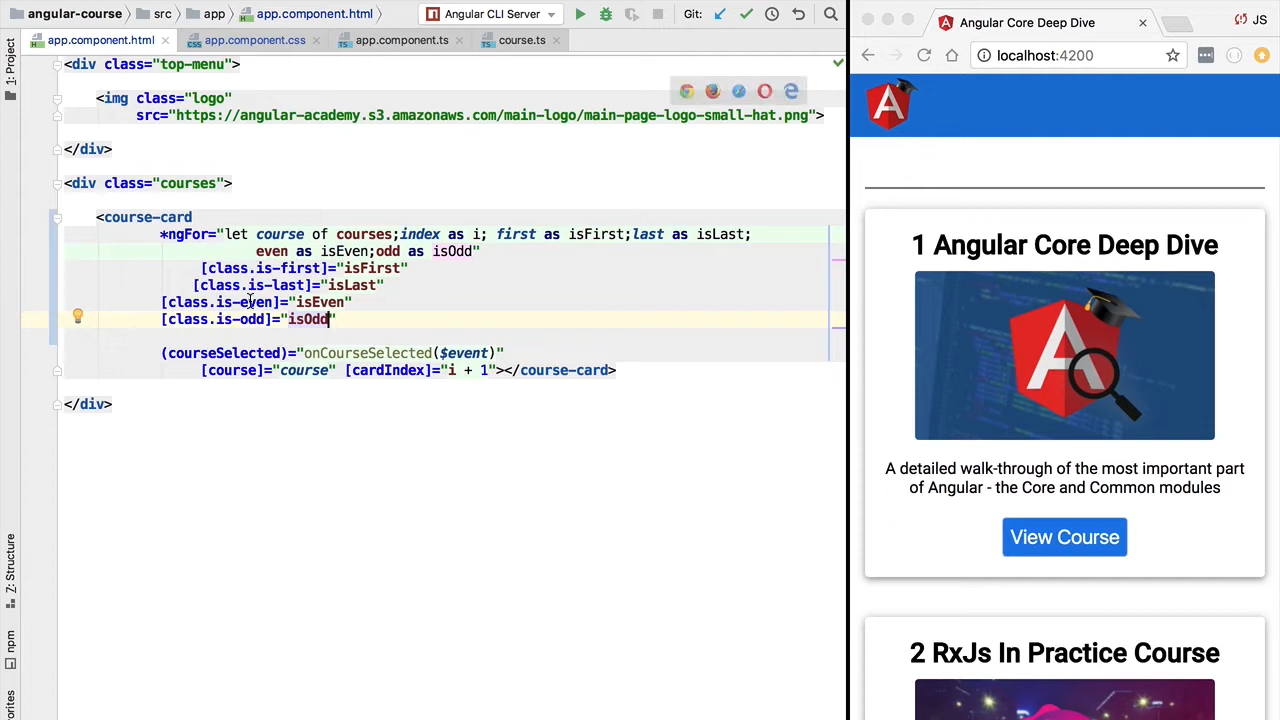 angular-course src app app.component.html Angular CLI Server Git:
app.component.html app.component.css app.component.ts course.ts
1: Project
Z: Structure
npm
<div class="top-menu">
<img class="logo"
src="https://angular-academy.s3.amazonaws.com/main-logo/main-page-logo-small-hat.png">
</div>
<div class="courses">
<course-card
*ngFor="let course of courses;index as i; first as isFirst;last as isLast;
even as isEven;odd as isOdd"
[class.is-first]="isFirst"
[class.is-last]="isLast"
[class.is-even]="isEven"
[class.is-odd]="isOdd"
(courseSelected)="onCourseSelected($event)"
[course]="course" [cardIndex]="i + 1"></course-card>
</div>
Angular Core Deep Dive
JS
localhost:4200
1 Angular Core Deep Dive
A detailed walk-through of the most important part
of Angular - the Core and Common modules
View Course
2 RxJs In Practice Course